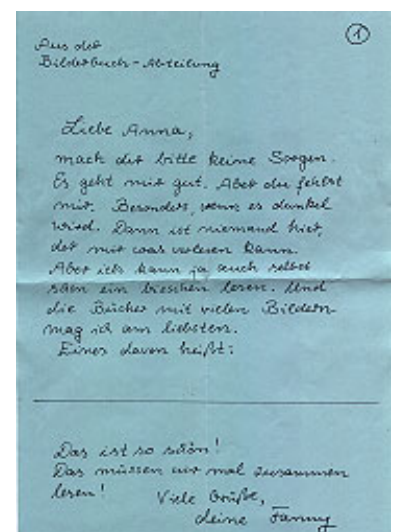 ①
Aus der
Bilderbuch-Abteilung
Liebe Anna,
mach dir bitte keine Sorgen.
Es geht mir gut. Aber du fehlst
mir. Besonders, wenn es dunkel
wird. Dann ist niemand hier,
der mir was vorlesen kann.
Aber ich kann ja auch selbst
schon ein bisschen lesen. Und
die Bücher mit vielen Bildern
mag ich am liebsten.
Eines davon heißt:
Das ist so schön!
Das müssen wir mal zusammen
lesen!
Viele Grüße,
deine Fanny